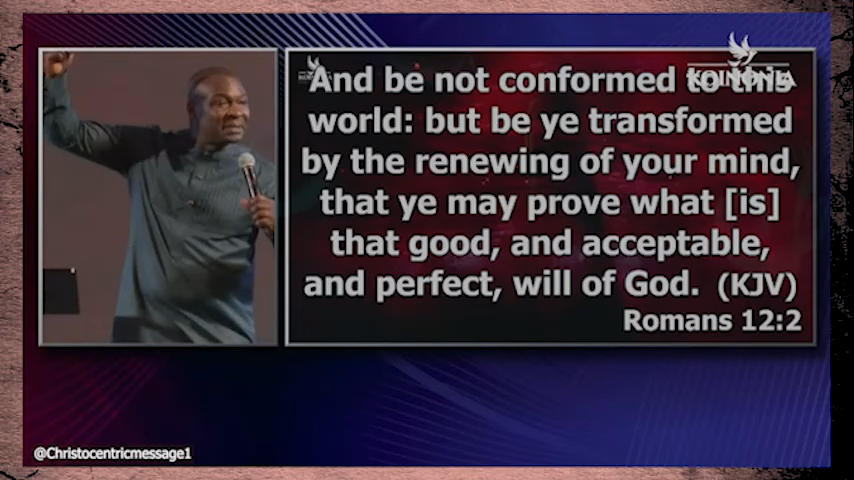 And be not conformed to this
world: but be ye transformed
by the renewing of your mind,
that ye may prove what [is]
that good, and acceptable,
and perfect, will of God. (KJV)
Romans 12:2
KOINONIA
@Christocentricmessage1